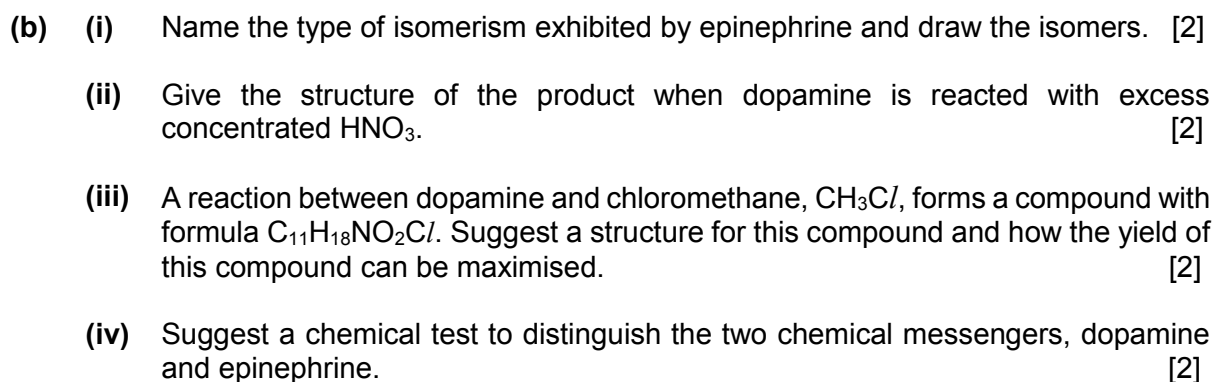 (b) (i) Name the type of isomerism exhibited by epinephrine and draw the isomers. [2]
(ii) Give the structure of the product when dopamine is reacted with excess
concentrated HNO₃. [2]
(iii) A reaction between dopamine and chloromethane, CH₃Cl, forms a compound with
formula C₁₁H₁₈NO₂Cl. Suggest a structure for this compound and how the yield of
this compound can be maximised. [2]
(iv) Suggest a chemical test to distinguish the two chemical messengers, dopamine
and epinephrine. [2]